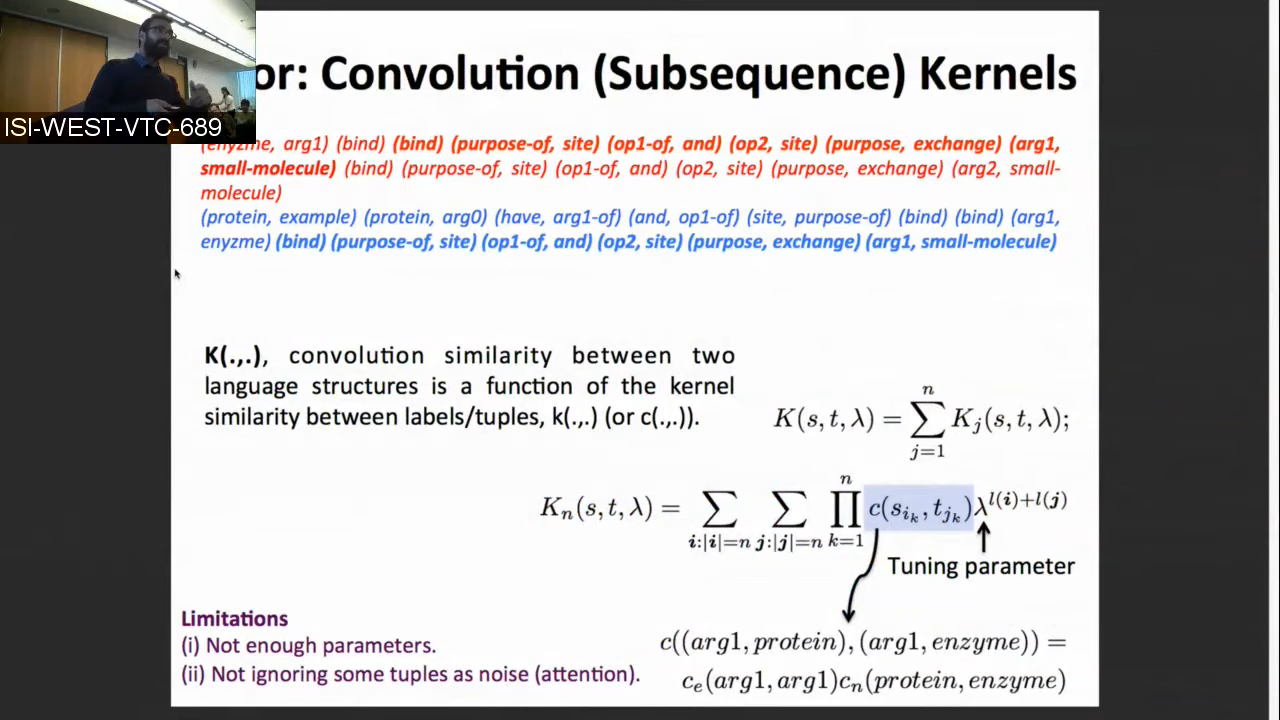 or: Convolution (Subsequence) Kernels
ISI-WEST-VTC-689
(enyzme, arg1) (bind) (bind) (purpose-of, site) (op1-of, and) (op2, site) (purpose, exchange) (arg1,
small-molecule) (bind) (purpose-of, site) (op1-of, and) (op2, site) (purpose, exchange) (arg2, small-
molecule)
(protein, example) (protein, arg0) (have, arg1-of) (and, op1-of) (site, purpose-of) (bind) (bind) (arg1,
enyzme) (bind) (purpose-of, site) (op1-of, and) (op2, site) (purpose, exchange) (arg1, small-molecule)
K(.,.), convolution similarity between two
language structures is a function of the kernel
similarity between labels/tuples, k(.,.) (or c(.,.)).
K(s, t, λ) = ∑_{j=1}^{n} K_j(s, t, λ);
K_n(s, t, λ) = ∑_{i:|i|=n} ∑_{j:|j|=n} ∏_{k=1}^{n} c(s_{i_k}, t_{j_k})λ^{l(i)+l(j)}
Tuning parameter
Limitations
(i) Not enough parameters.
(ii) Not ignoring some tuples as noise (attention).
c((arg1, protein), (arg1, enzyme)) =
c_e(arg1, arg1)c_n(protein, enzyme)